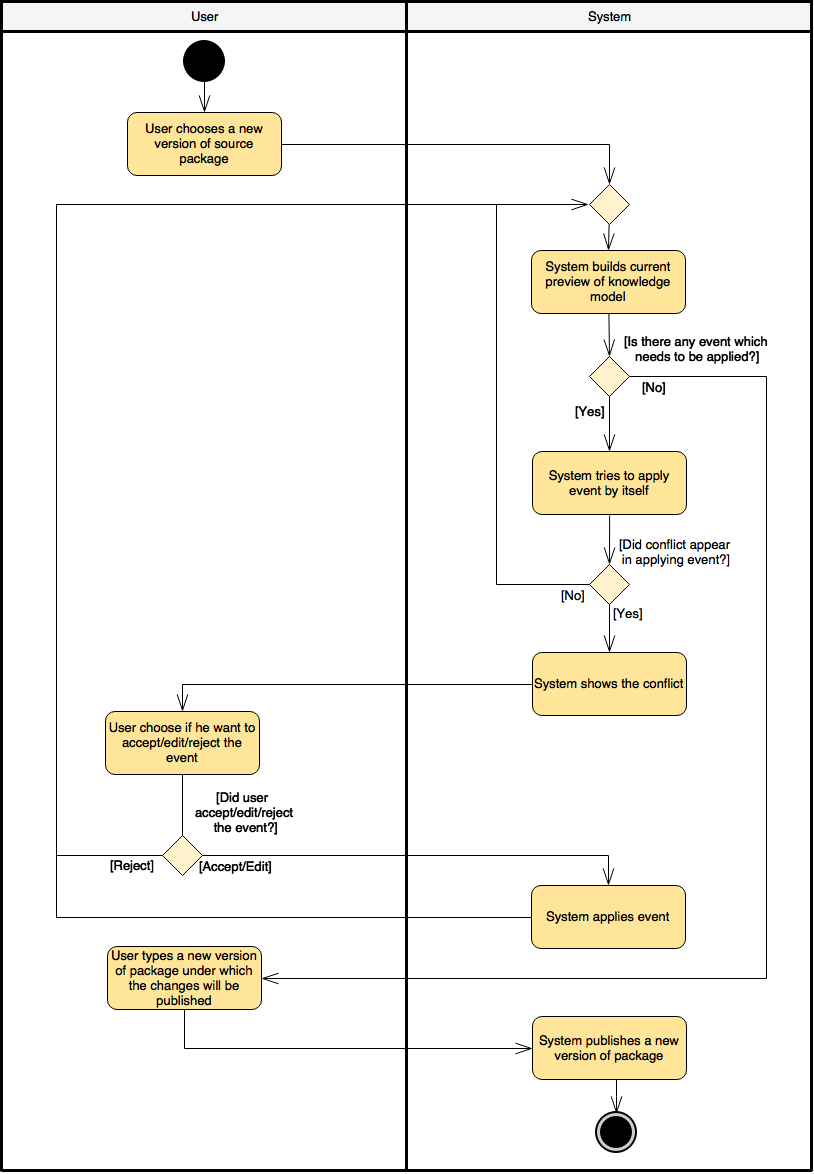 User
System
User chooses a new
version of source
package
System builds current
preview of knowledge
model
[Is there any event which
needs to be applied?]
[No]
[Yes]
System tries to apply
event by itself
[Did conflict appear
in applying event?]
[No]
[Yes]
System shows the conflict
User choose if he want to
accept/edit/reject the
event
[Did user
accept/edit/reject
the event?]
[Reject]
[Accept/Edit]
System applies event
User types a new version
of package under which
the changes will be
published
System publishes a new
version of package